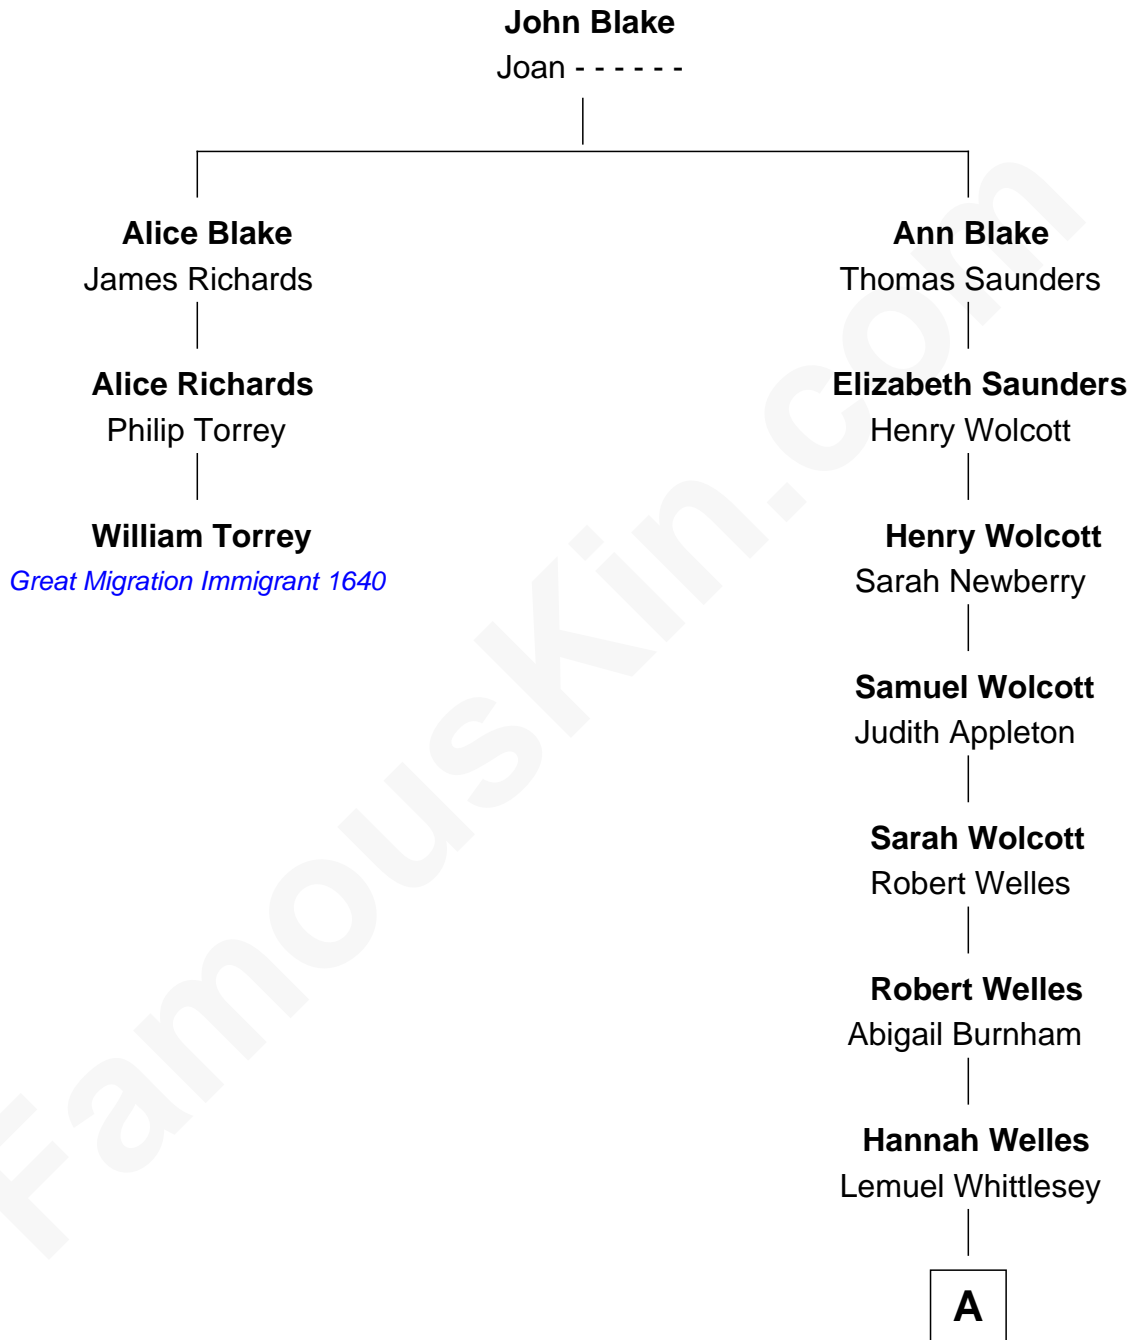 John Blake
Joan - - - - - -
Alice Blake
James Richards
Ann Blake
Thomas Saunders
Alice Richards
Philip Torrey
Elizabeth Saunders
Henry Wolcott
William Torrey
Great Migration Immigrant 1640
Henry Wolcott
Sarah Newberry
Samuel Wolcott
Judith Appleton
Sarah Wolcott
Robert Welles
Robert Welles
Abigail Burnham
Hannah Welles
Lemuel Whittlesey
A
FamousKin.com